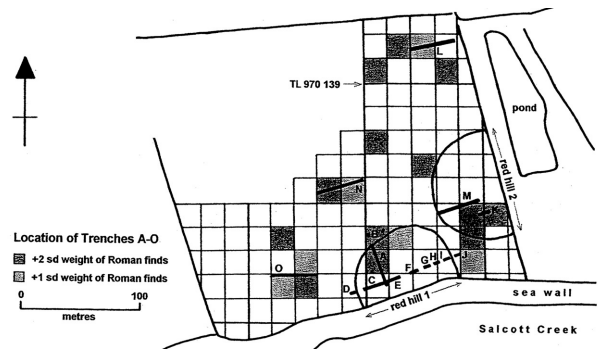 L
TL 970 139
pond
red hill 2
N
M
K
B
A
O
G H I J
F
D C E
red hill 1
sea wall
Salcott Creek
Location of Trenches A-O
+2 sd weight of Roman finds
+1 sd weight of Roman finds
0 100
metres